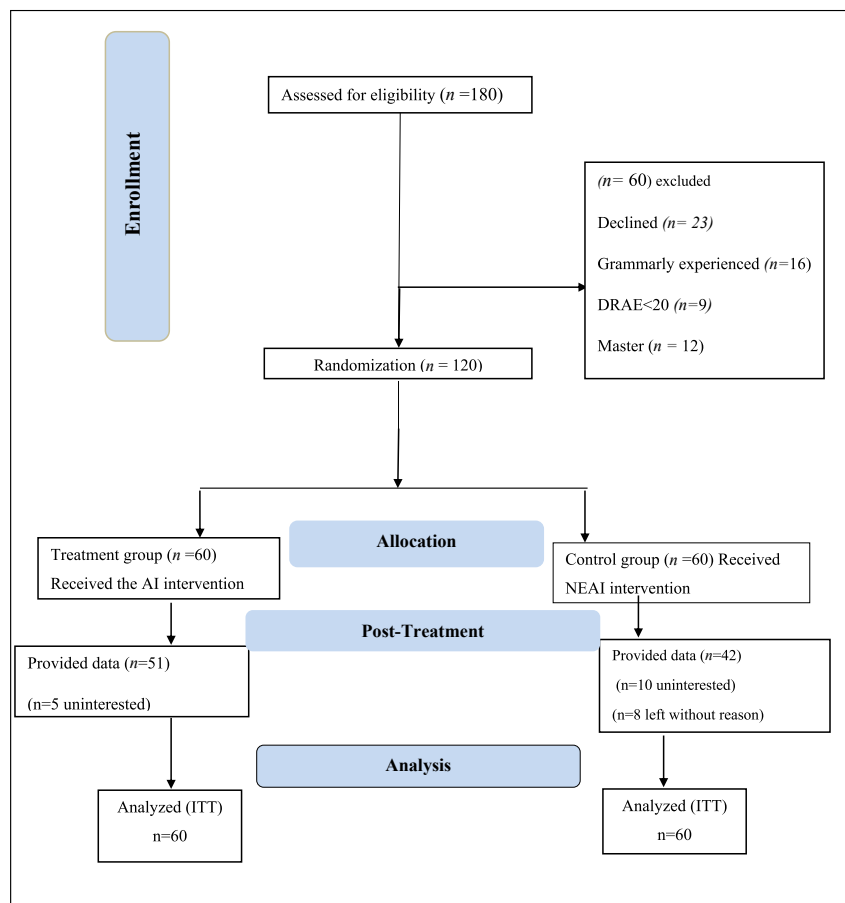 Enrollment
Assessed for eligibility (n =180)
(n= 60) excluded
Declined (n= 23)
Grammarly experienced (n=16)
DRAE<20 (n=9)
Master (n = 12)
Randomization (n = 120)
Allocation
Treatment group (n =60)
Received the AI intervention
Control group (n =60) Received
NEAI intervention
Post-Treatment
Provided data (n=51)
(n=5 uninterested)
Provided data (n=42)
(n=10 uninterested)
(n=8 left without reason)
Analysis
Analyzed (ITT)
n=60
Analyzed (ITT)
n=60